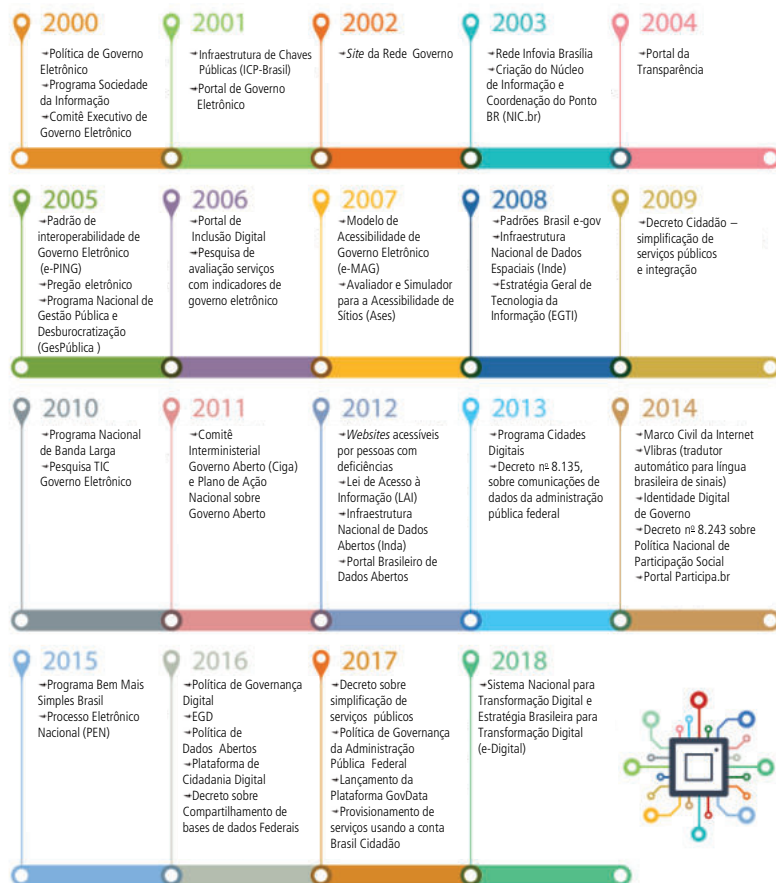 2000
→Política de Governo
Eletrônico
→Programa Sociedade
da Informação
→Comitê Executivo de
Governo Eletrônico
2001
→Infraestrutura de Chaves
Públicas (ICP-Brasil)
→Portal de Governo
Eletrônico
2002
→Site da Rede Governo
2003
→Rede Infovia Brasília
→Criação do Núcleo
de Informação e
Coordenação do Ponto
BR (NIC.br)
2004
→Portal da
Transparência
2005
→Padrão de
interoperabilidade de
Governo Eletrônico
(e-PING)
→Pregão eletrônico
→Programa Nacional de
Gestão Pública e
Desburocratização
(GesPública )
2006
→Portal de
Inclusão Digital
→Pesquisa de
avaliação serviços
com indicadores de
governo eletrônico
2007
→Modelo de
Acessibilidade de
Governo Eletrônico
(e-MAG)
→Avaliador e Simulador
para a Acessibilidade de
Sítios (Ases)
2008
→Padrões Brasil e-gov
→Infraestrutura
Nacional de Dados
Espaciais (Inde)
→Estratégia Geral de
Tecnologia da
Informação (EGTI)
2009
→Decreto Cidadão –
simplificação de
serviços públicos
e integração
2010
→Programa Nacional
de Banda Larga
→Pesquisa TIC
Governo Eletrônico
2011
→Comitê
Interministerial
Governo Aberto (Ciga)
e Plano de Ação
Nacional sobre
Governo Aberto
2012
→Websites acessíveis
por pessoas com
deficiências
→Lei de Acesso à
Informação (LAI)
→Infraestrutura
Nacional de Dados
Abertos (Inda)
→Portal Brasileiro de
Dados Abertos
2013
→Programa Cidades
Digitais
→Decreto nº 8.135,
sobre comunicações de
dados da administração
pública federal
2014
→Marco Civil da Internet
→Vlibras (tradutor
automático para língua
brasileira de sinais)
→Identidade Digital
de Governo
→Decreto nº 8.243 sobre
Política Nacional de
Participação Social
→Portal Participa.br
2015
→Programa Bem Mais
Simples Brasil
→Processo Eletrônico
Nacional (PEN)
2016
→Política de Governança
Digital
→EGD
→Política de
Dados Abertos
→Plataforma de
Cidadania Digital
→Decreto sobre
Compartilhamento de
bases de dados Federais
2017
→Decreto sobre
simplificação de
serviços públicos
→Política de Governança
da Administração
Pública Federal
→Lançamento da
Plataforma GovData
→Provisionamento de
serviços usando a conta
Brasil Cidadão
2018
→Sistema Nacional para
Transformação Digital e
Estratégia Brasileira para
Transformação Digital
(e-Digital)